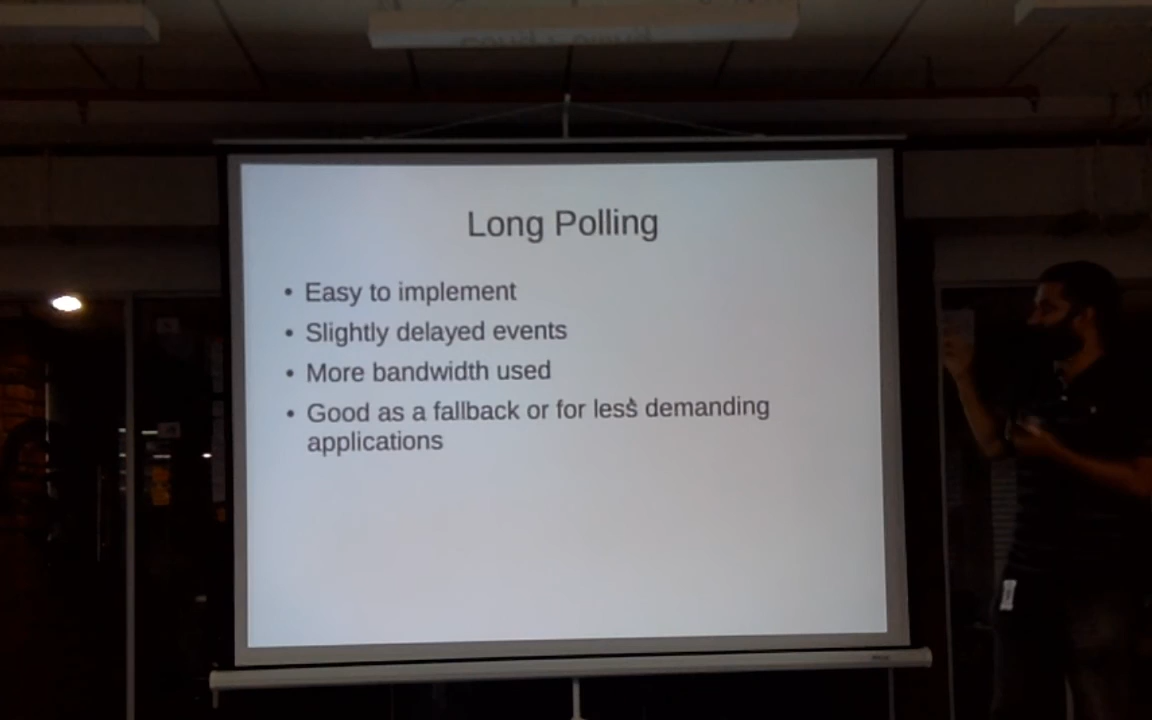 Long Polling
• Easy to implement
• Slightly delayed events
• More bandwidth used
• Good as a fallback or for less demanding
applications